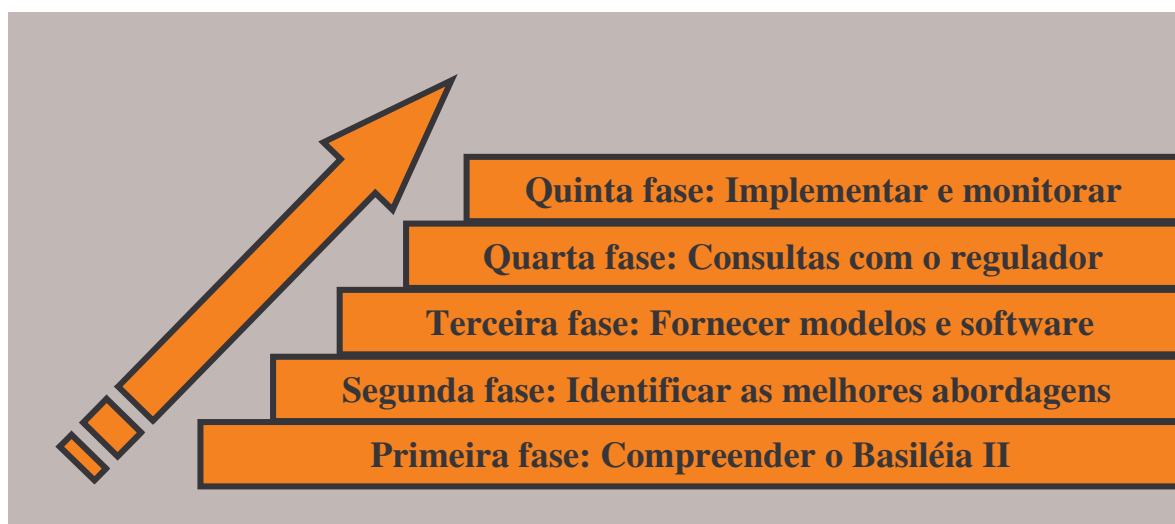 Quinta fase: Implementar e monitorar
Quarta fase: Consultas com o regulador
Terceira fase: Fornecer modelos e software
Segunda fase: Identificar as melhores abordagens
Primeira fase: Compreender o Basiléia II